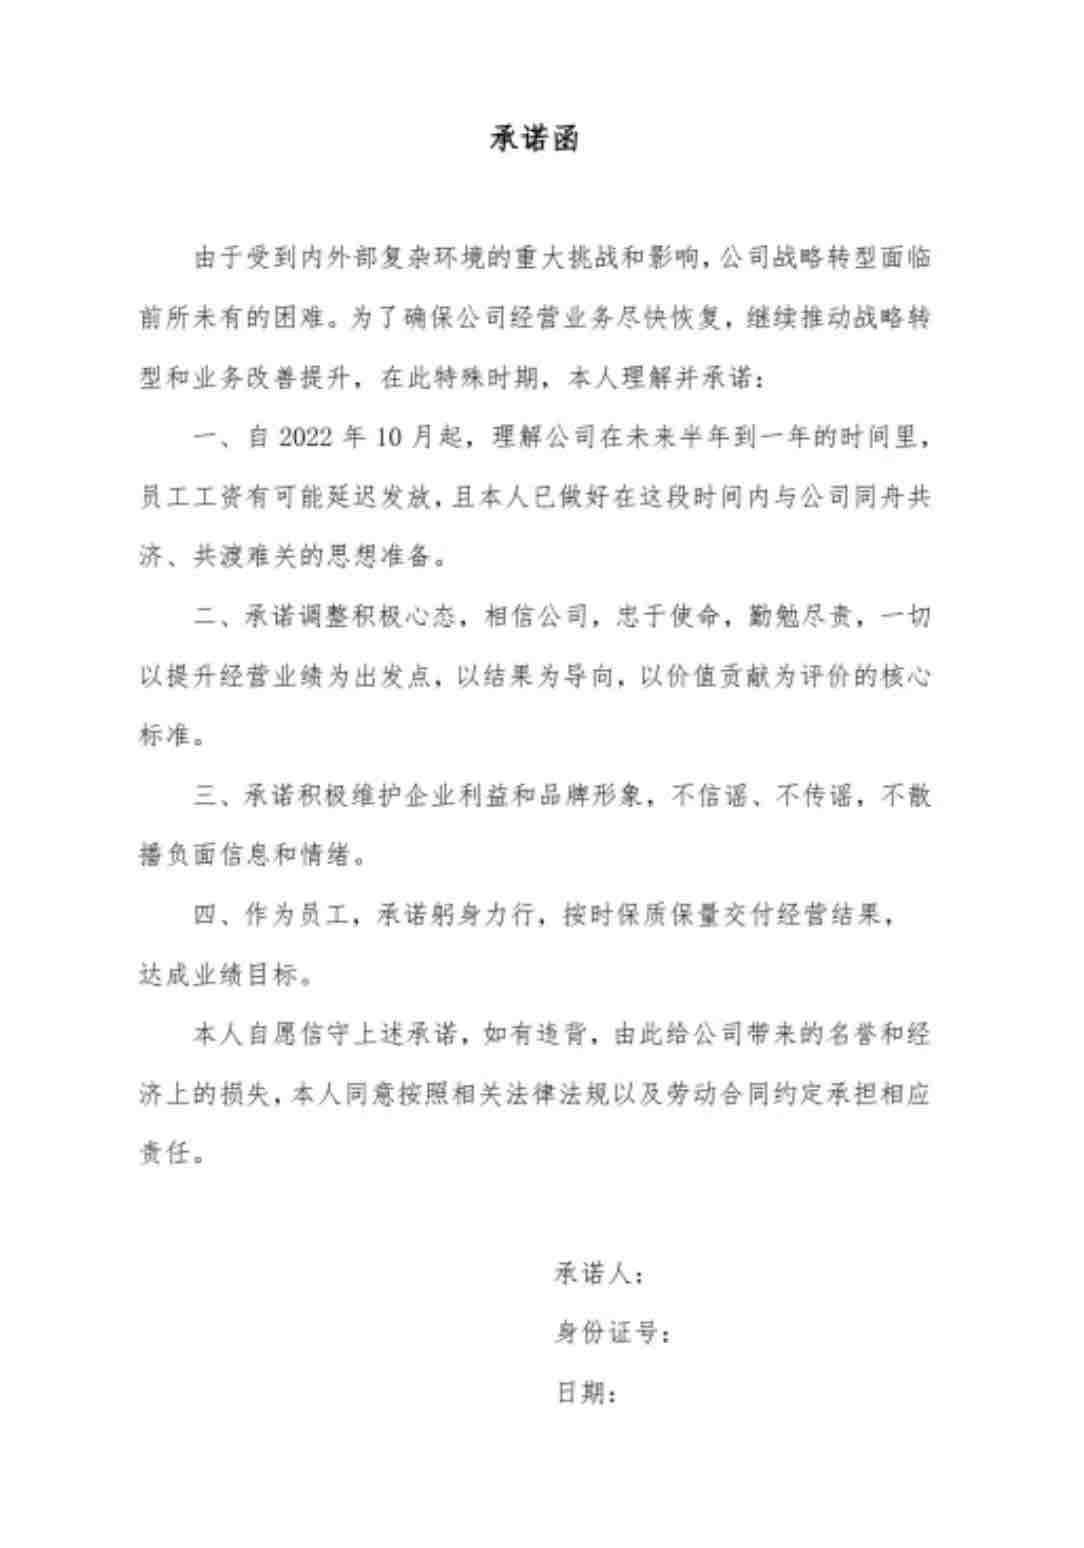 承诺函
由于受到内外部复杂环境的重大挑战和影响，公司战略转型面临
前所未有的困难。为了确保公司经营业务尽快恢复，继续推动战略转
型和业务改善提升，在此特殊时期，本人理解并承诺：
一、自 2022 年 10 月起，理解公司在未来半年到一年的时间里，
员工工资有可能延迟发放，且本人已做好在这段时间内与公司同舟共
济、共渡难关的思想准备。
二、承诺调整积极心态，相信公司，忠于使命，勤勉尽责，一切
以提升经营业绩为出发点，以结果为导向，以价值贡献为评价的核心
标准。
三、承诺积极维护企业利益和品牌形象，不信谣、不传谣，不散
播负面信息和情绪。
四、作为员工，承诺躬身力行，按时保质保量交付经营结果，
达成业绩目标。
本人自愿信守上述承诺，如有违背，由此给公司带来的名誉和经
济上的损失，本人同意按照相关法律法规以及劳动合同约定承担相应
责任。
承诺人：
身份证号：
日期：